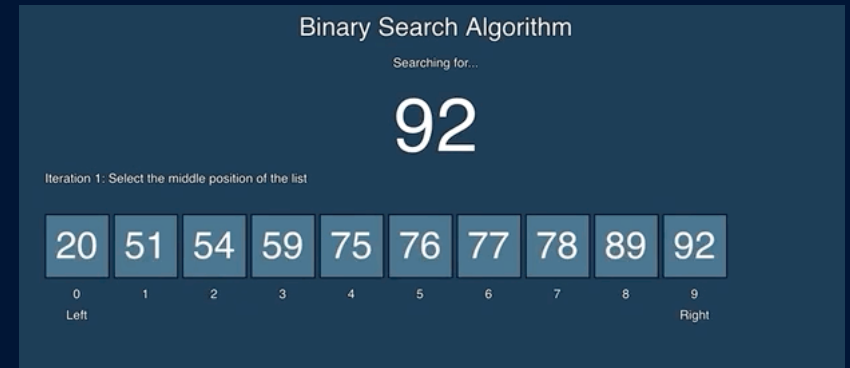 Binary Search Algorithm
Searching for...
92
Iteration 1: Select the middle position of the list
20 51 54 59 75 76 77 78 89 92
0 1 2 3 4 5 6 7 8 9
Left Right